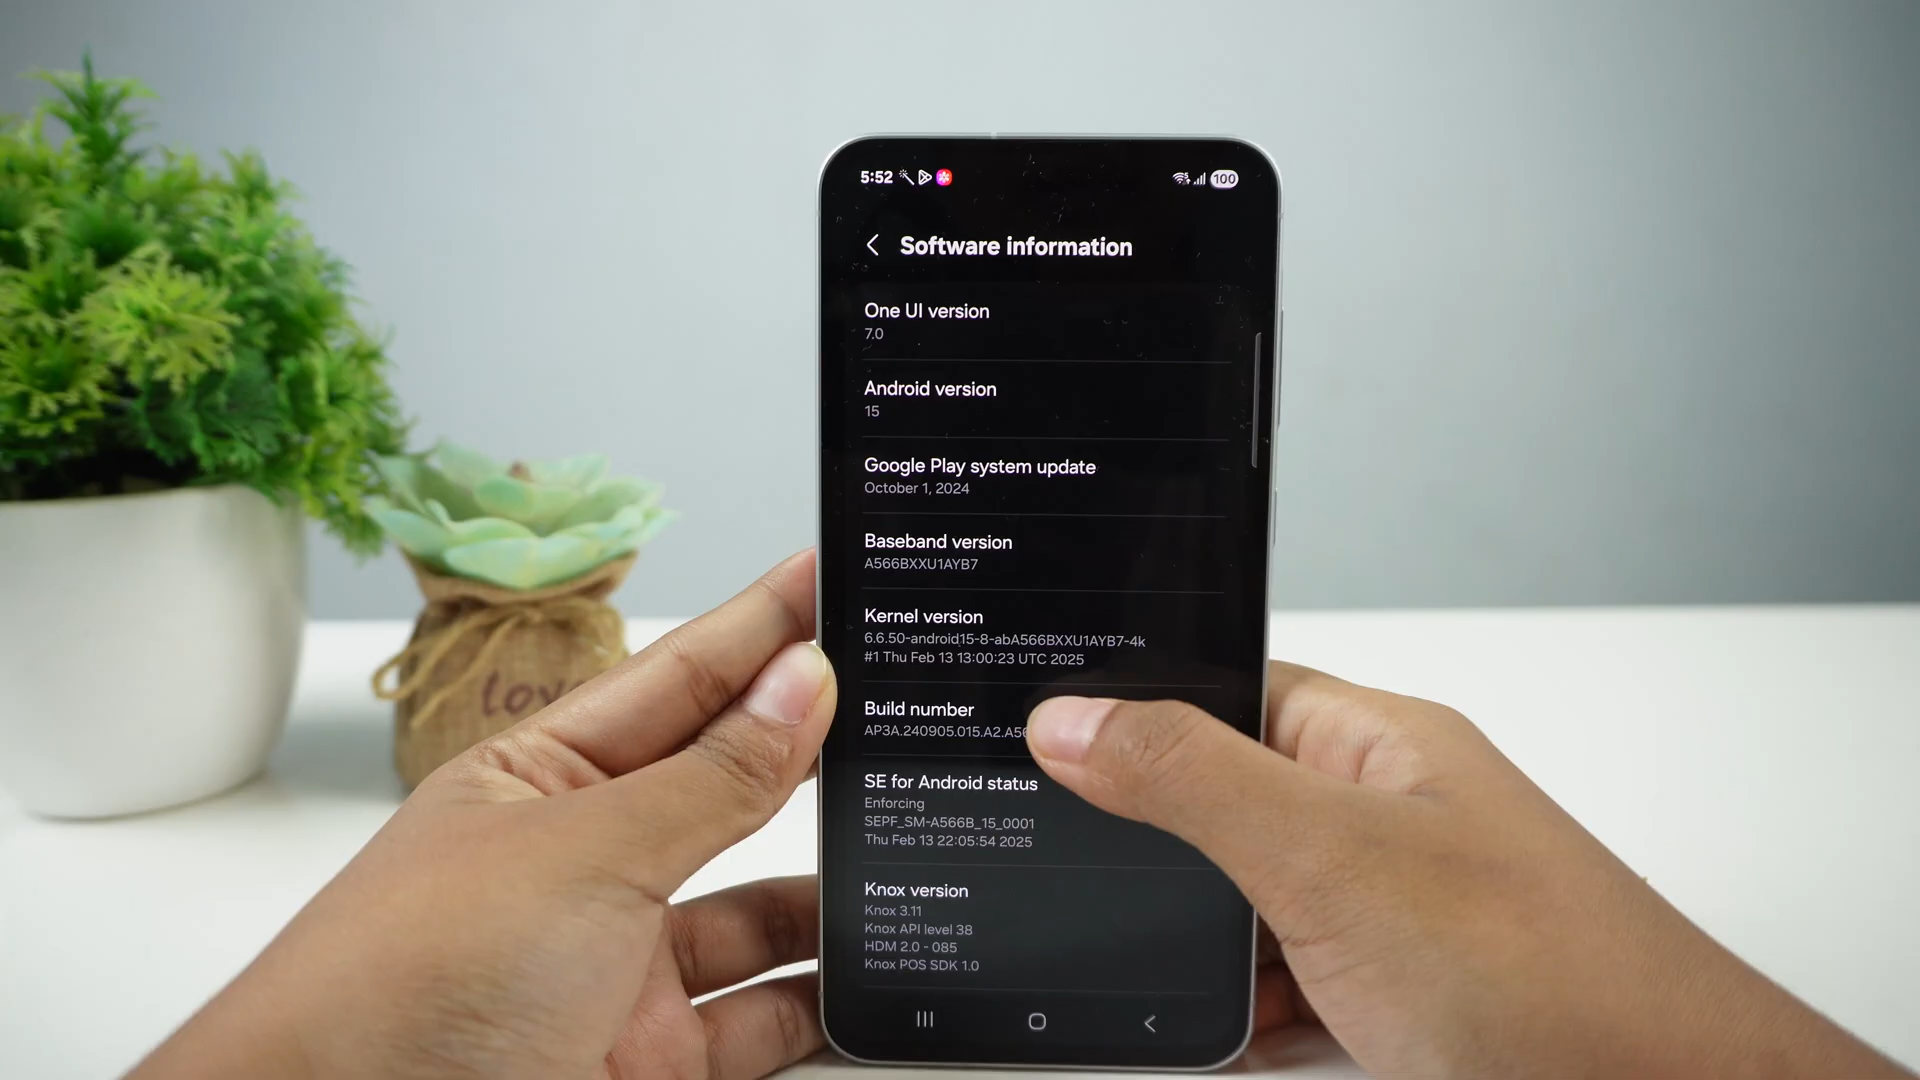 5:52
100
Software information
One UI version
7.0
Android version
15
Google Play system update
October 1, 2024
Baseband version
A566BXXU1AYB7
Kernel version
6.6.50-android15-8-abA566BXXU1AYB7-4k
#1 Thu Feb 13 13:00:23 UTC 2025
Build number
AP3A.240905.015.A2.A56
SE for Android status
Enforcing
SEPF_SM-A566B_15_0001
Thu Feb 13 22:05:54 2025
Knox version
Knox 3.11
Knox API level 38
HDM 2.0 - 085
Knox POS SDK 1.0